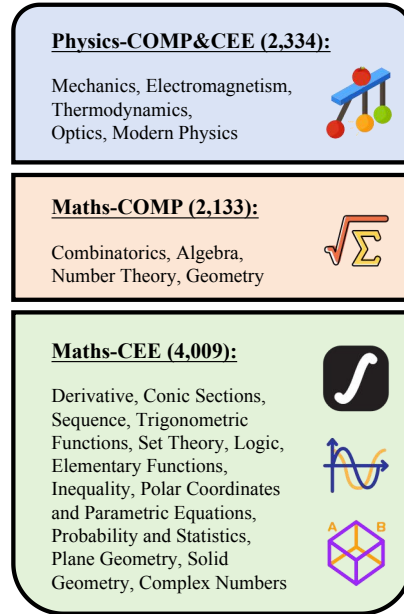 Physics-COMP&CEE (2,334):
Mechanics, Electromagnetism,
Thermodynamics,
Optics, Modern Physics
Maths-COMP (2,133):
Combinatorics, Algebra,
Number Theory, Geometry
√Σ
Maths-CEE (4,009):
∫
Derivative, Conic Sections,
Sequence, Trigonometric
Functions, Set Theory, Logic,
Elementary Functions,
Inequality, Polar Coordinates
and Parametric Equations,
Probability and Statistics,
Plane Geometry, Solid
Geometry, Complex Numbers
A B